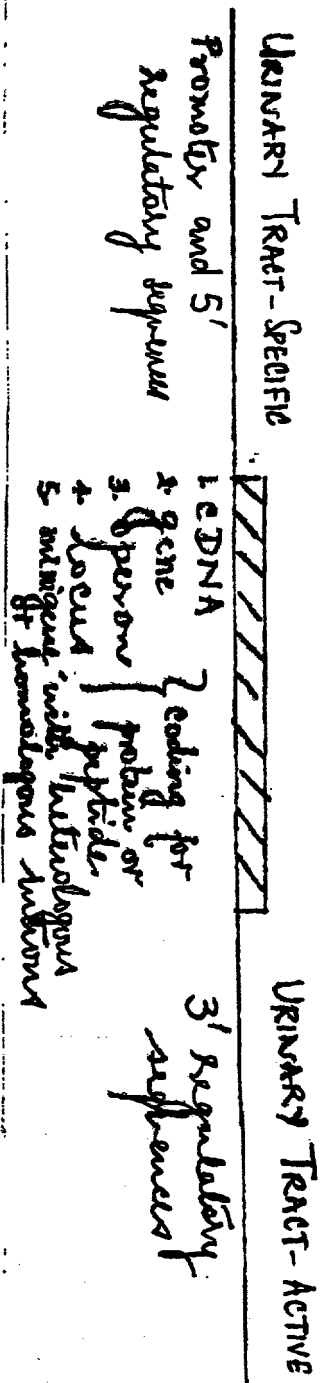 URINARY TRACT-SPECIFIC
Promoter and 5'
regulatory sequences
1. cDNA
2. gene
3. operon
4. locus
} coding for
protein or
peptide
5. minigene with heterologous
or homologous introns
URINARY TRACT-ACTIVE
3' regulatory
sequences